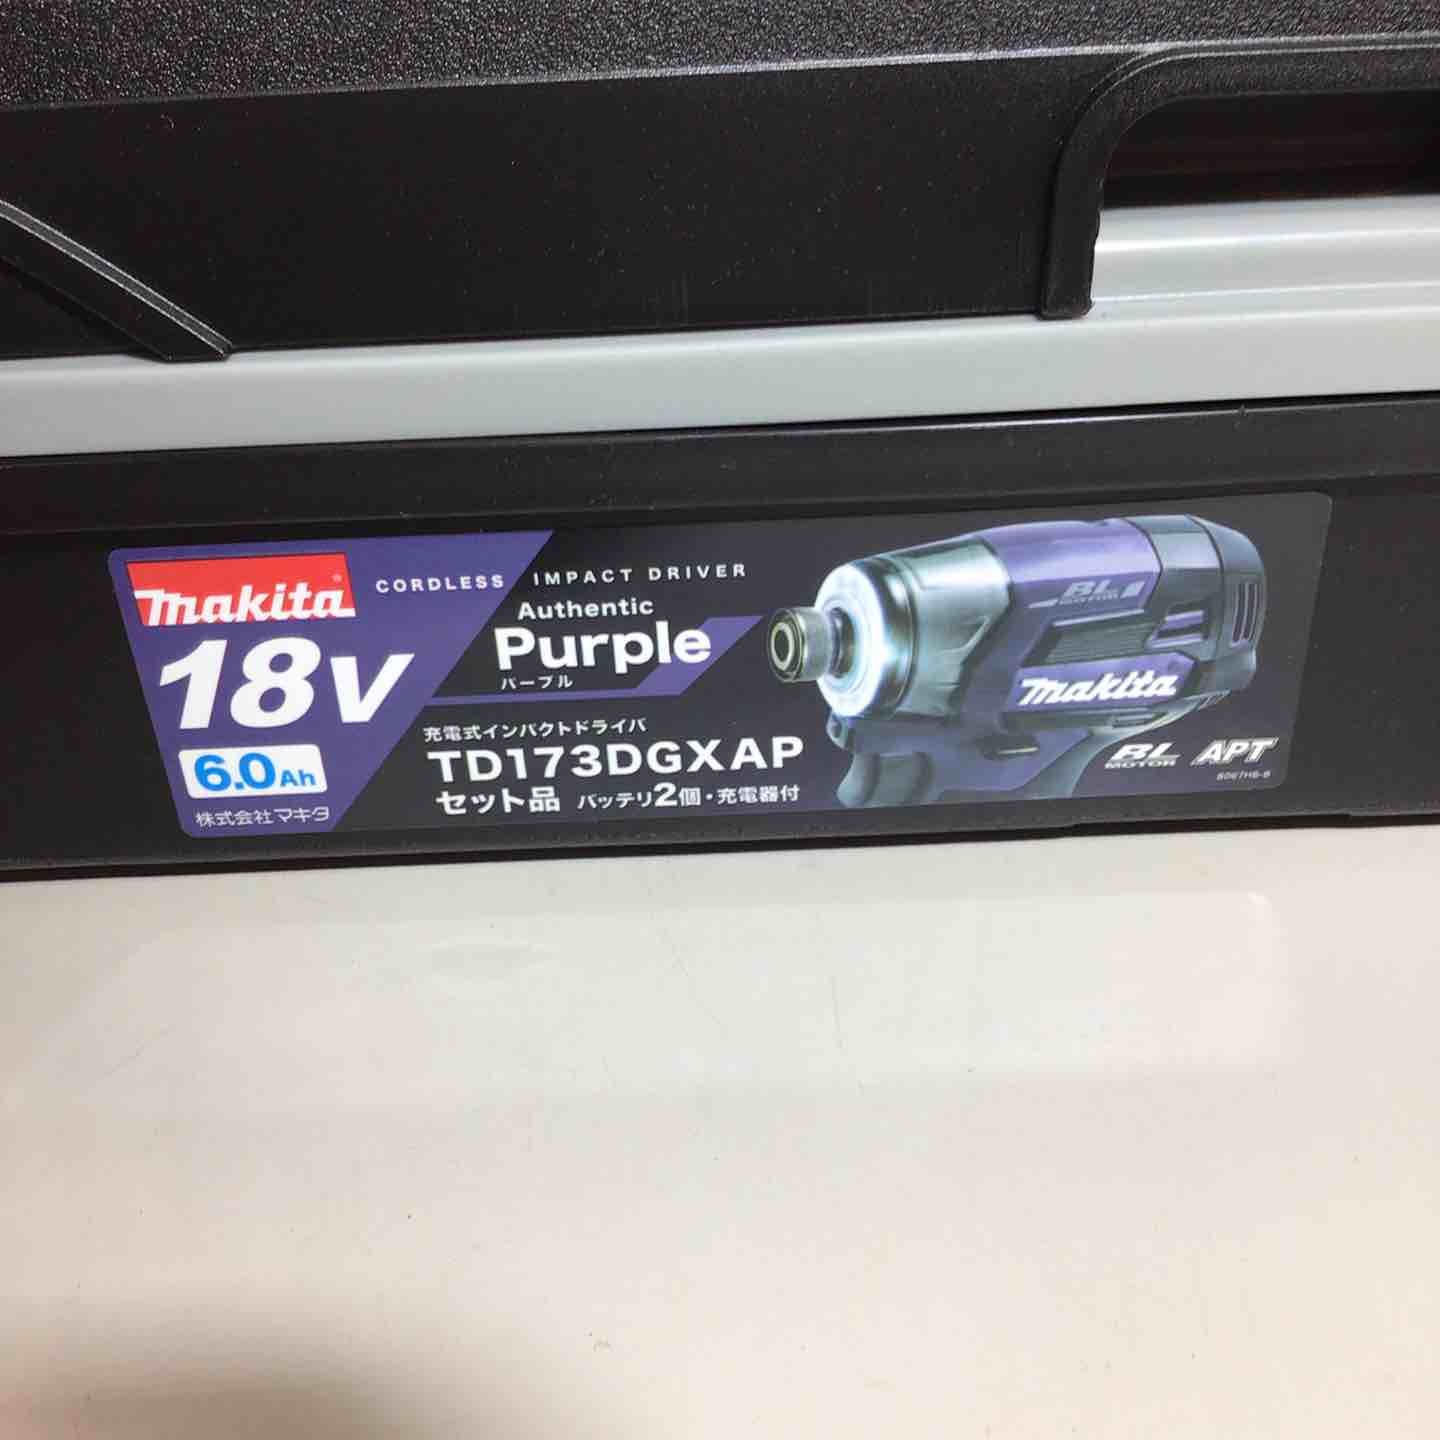 makita
CORDLESS IMPACT DRIVER
18V
Authentic
Purple
パープル
6.0Ah
充電式インパクトドライバ
TD173DGXAP
セット品 バッテリ2個・充電器付
株式会社マキタ
BL
MOTOR
makita
BL
MOTOR
APT